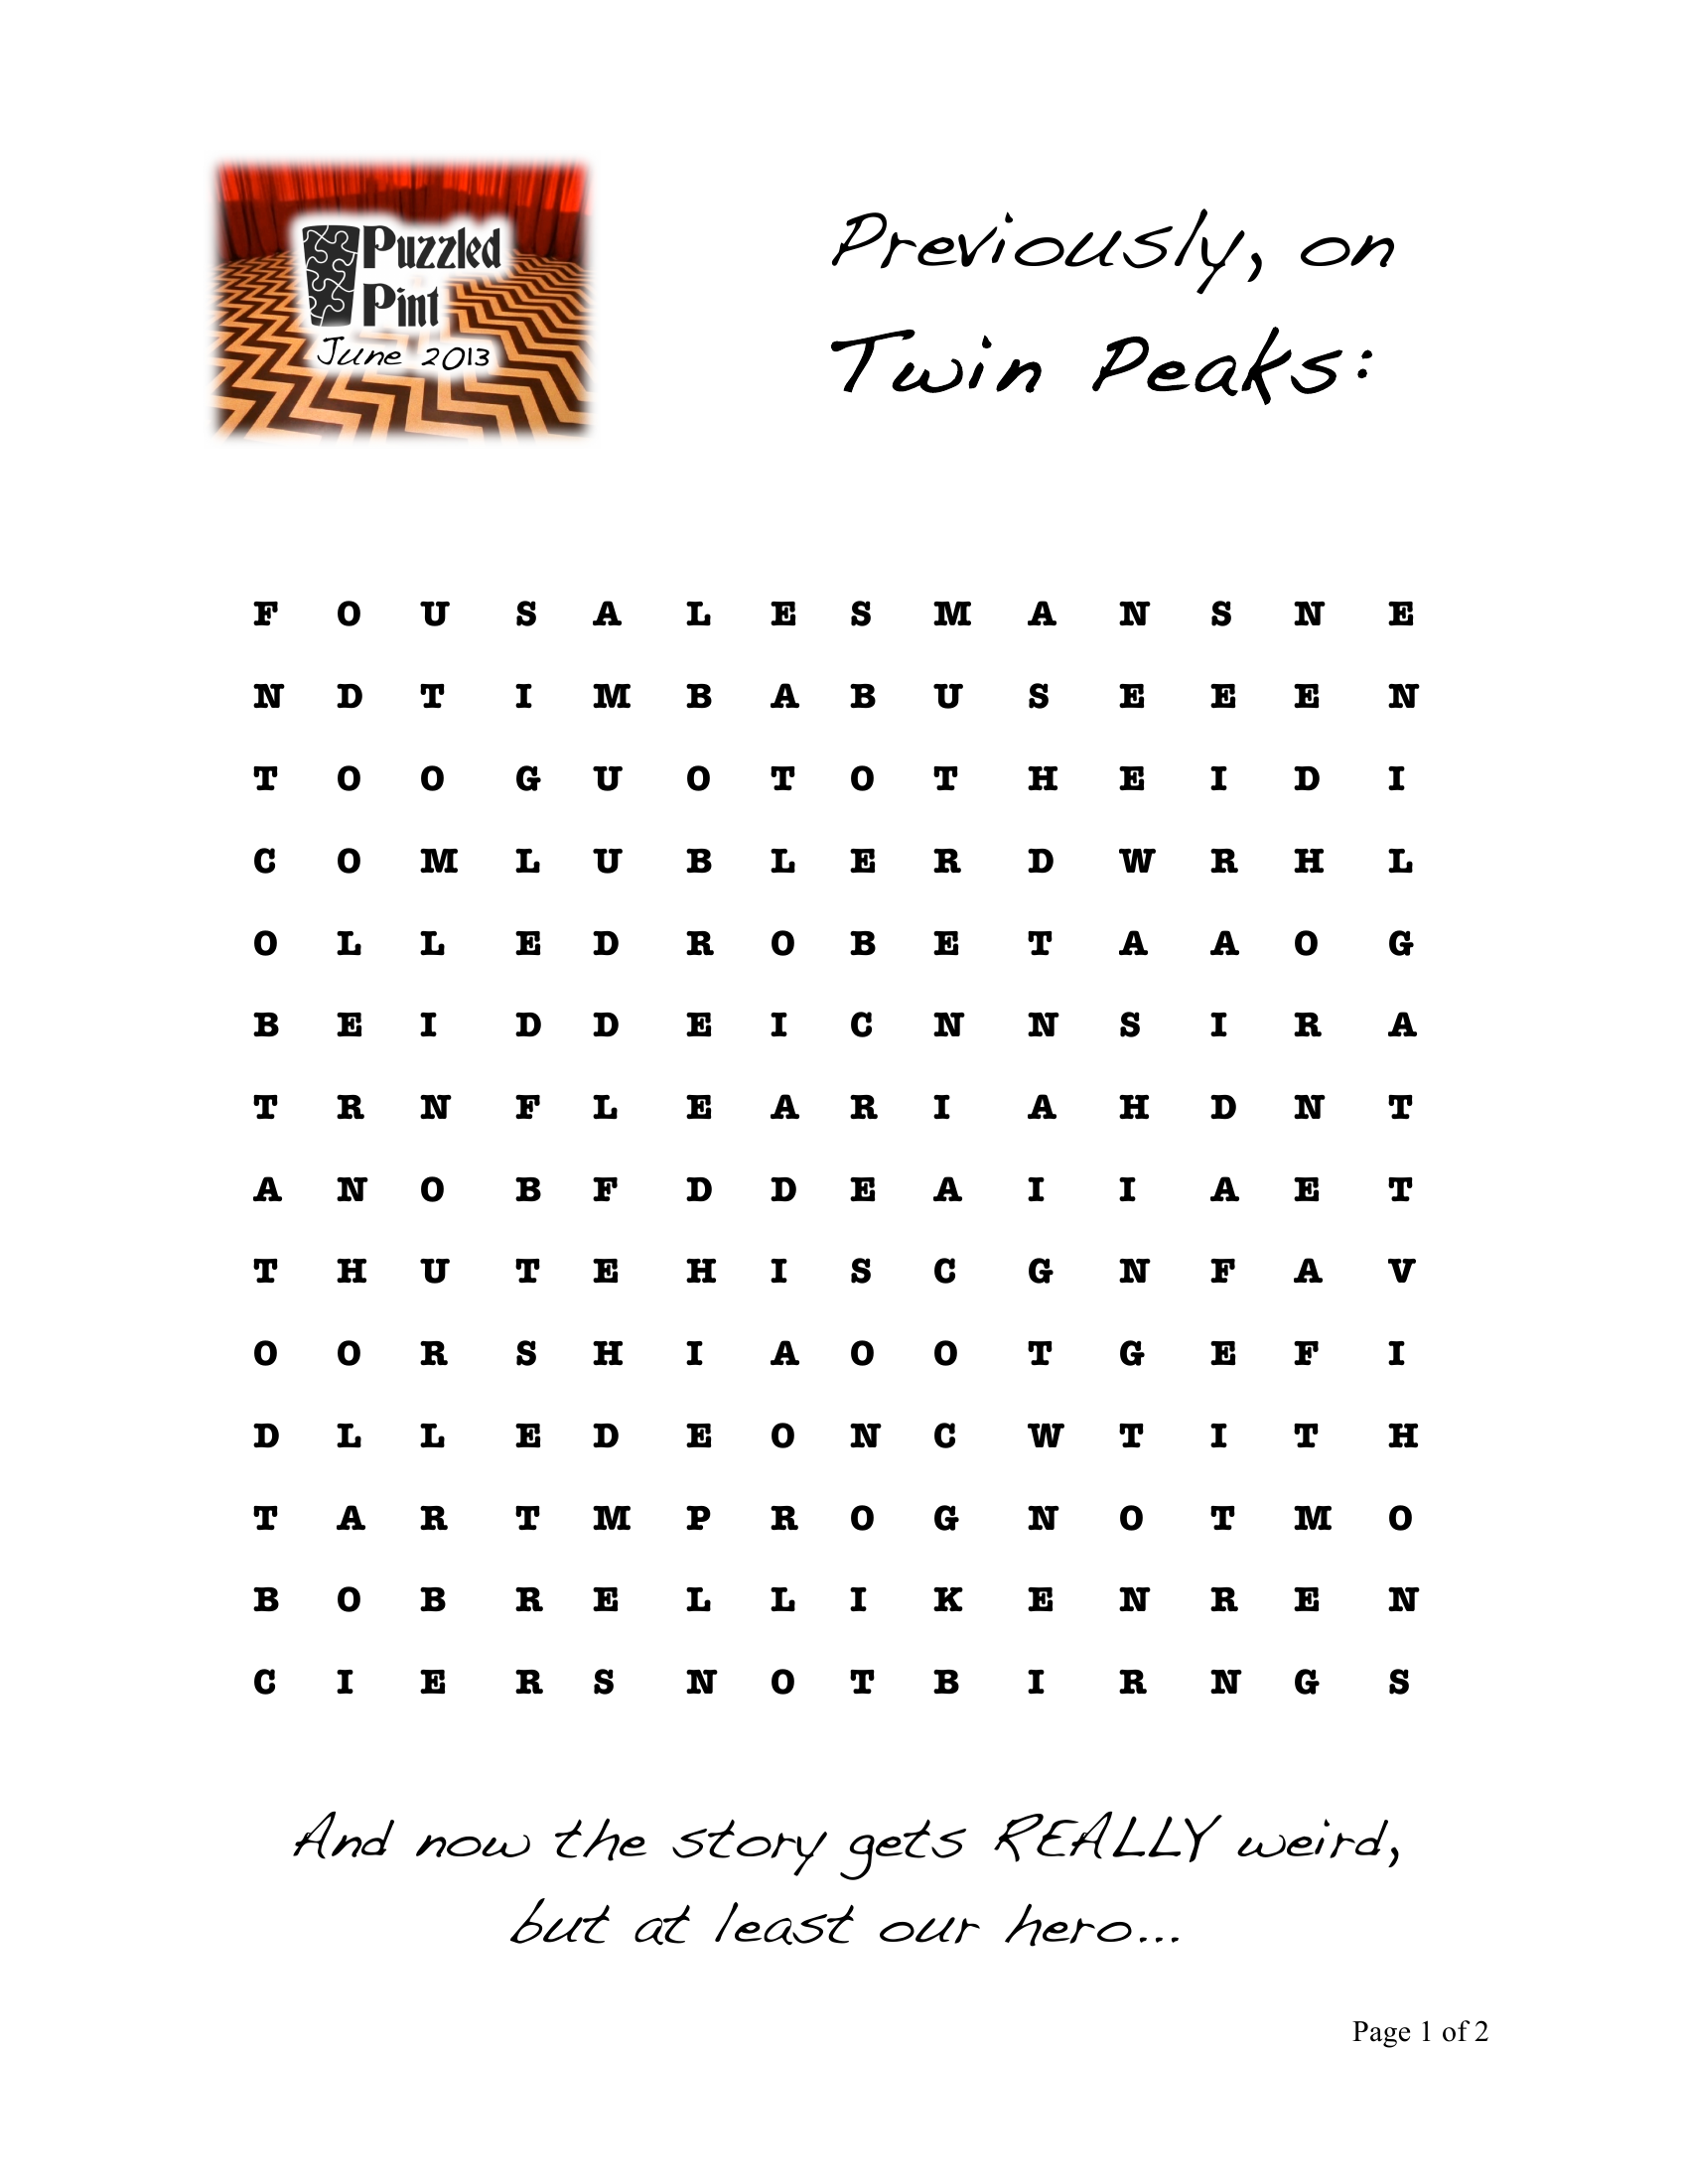 Puzzled
Pint
June 2013
Previously, on
Twin Peaks:
F O U S A L E S M A N S N E
N D T I M B A B U S E E E N
T O O G U O T O T H E I D I
C O M L U B L E R D W R H L
O L L E D R O B E T A A O G
B E I D D E I C N N S I R A
T R N F L E A R I A H D N T
A N O B F D D E A I I A E T
T H U T E H I S C G N F A V
O O R S H I A O O T G E F I
D L L E D E O N C W T I T H
T A R T M P R O G N O T M O
B O B R E L L I K E N R E N
C I E R S N O T B I R N G S
And now the story gets REALLY weird,
but at least our hero...
Page 1 of 2